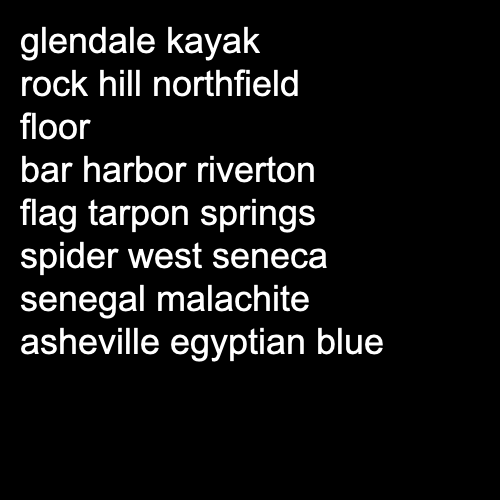 glendale kayak
rock hill northfield
floor
bar harbor riverton
flag tarpon springs
spider west seneca
senegal malachite
asheville egyptian blue